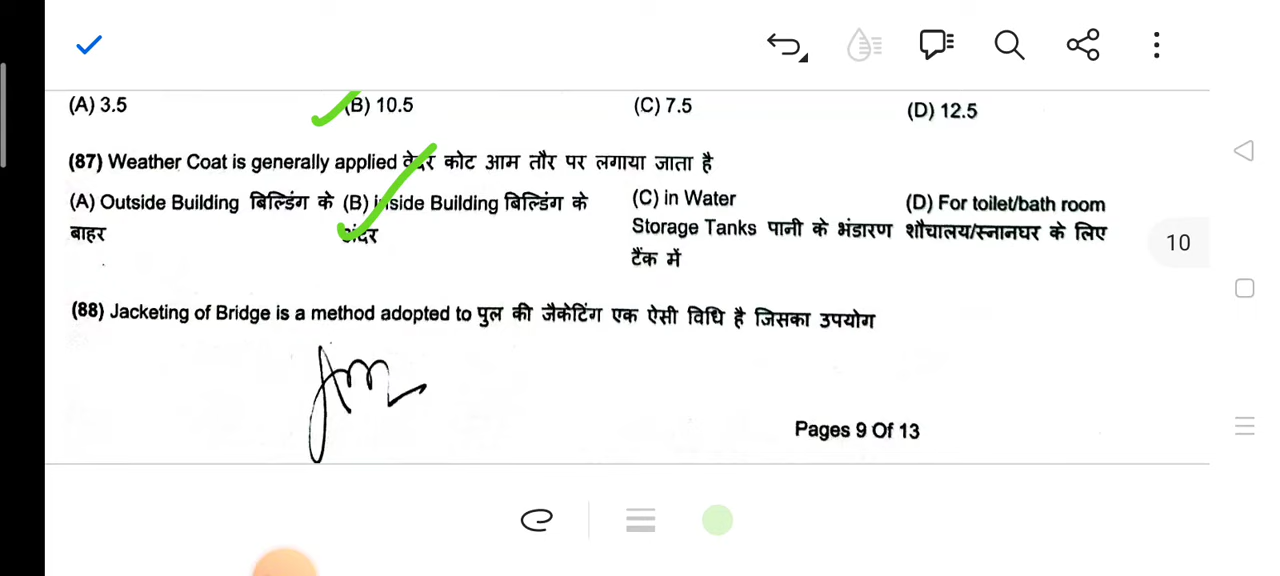 (A) 3.5 (B) 10.5 (C) 7.5 (D) 12.5
(87) Weather Coat is generally applied वेदर कोट आम तौर पर लगाया जाता है
(A) Outside Building बिल्डिंग के (B) inside Building बिल्डिंग के (C) in Water (D) For toilet/bath room
बाहर अंदर Storage Tanks पानी के भंडारण शौचालय/स्नानघर के लिए
टैंक में
10
(88) Jacketing of Bridge is a method adopted to पुल की जैकेटिंग एक ऐसी विधि है जिसका उपयोग
Pages 9 Of 13